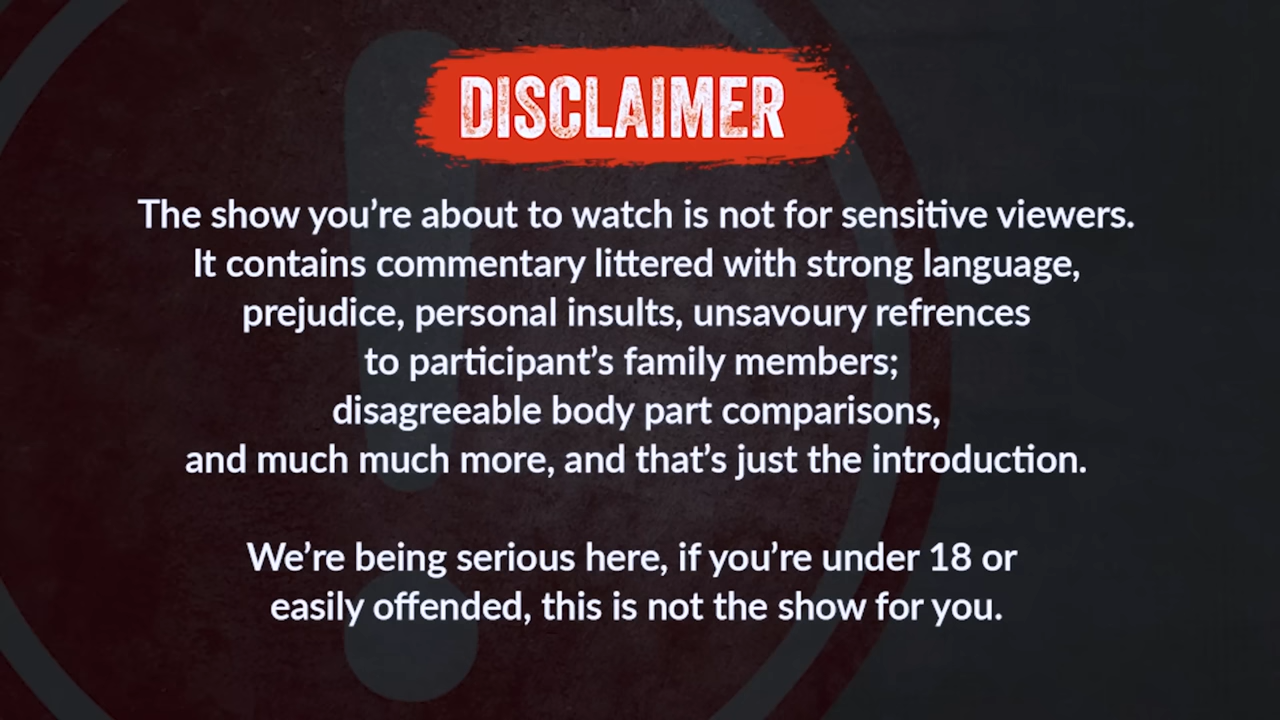 DISCLAIMER
The show you’re about to watch is not for sensitive viewers.
It contains commentary littered with strong language,
prejudice, personal insults, unsavoury refrences
to participant’s family members;
disagreeable body part comparisons,
and much much more, and that’s just the introduction.
We’re being serious here, if you’re under 18 or
easily offended, this is not the show for you.